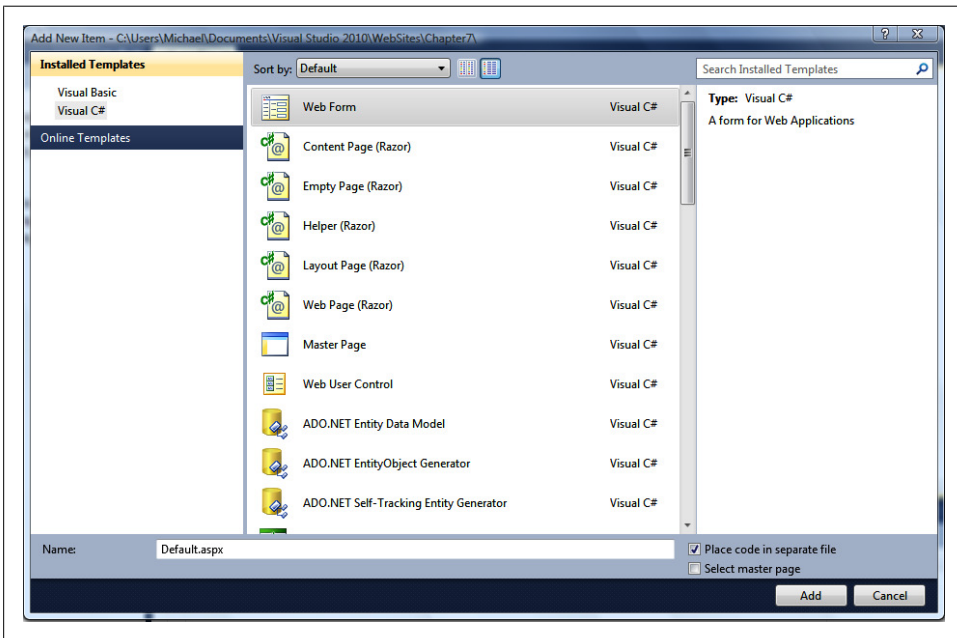 Add New Item - C:\Users\Michael\Documents\Visual Studio 2010\WebSites\Chapter7\
Installed Templates
Visual Basic
Visual C#
Online Templates
Sort by: Default
Search Installed Templates
Web Form Visual C#
Content Page (Razor) Visual C#
Empty Page (Razor) Visual C#
Helper (Razor) Visual C#
Layout Page (Razor) Visual C#
Web Page (Razor) Visual C#
Master Page Visual C#
Web User Control Visual C#
ADO.NET Entity Data Model Visual C#
ADO.NET EntityObject Generator Visual C#
ADO.NET Self-Tracking Entity Generator Visual C#
Type: Visual C#
A form for Web Applications
Name: Default.aspx
Place code in separate file
Select master page
Add Cancel